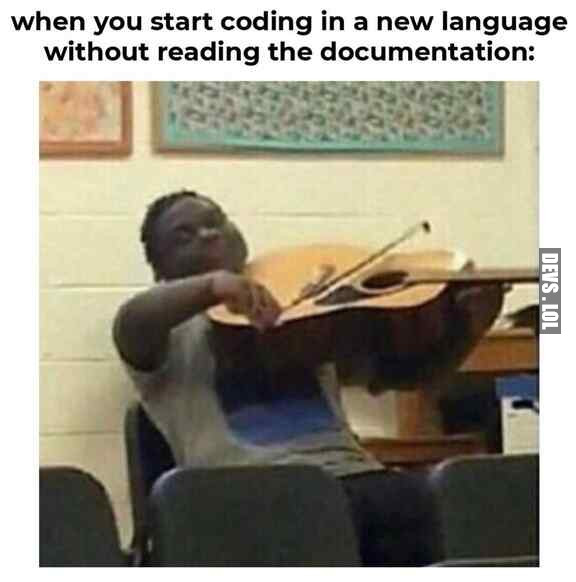 when you start coding in a new language
without reading the documentation:
DEVS.LOL